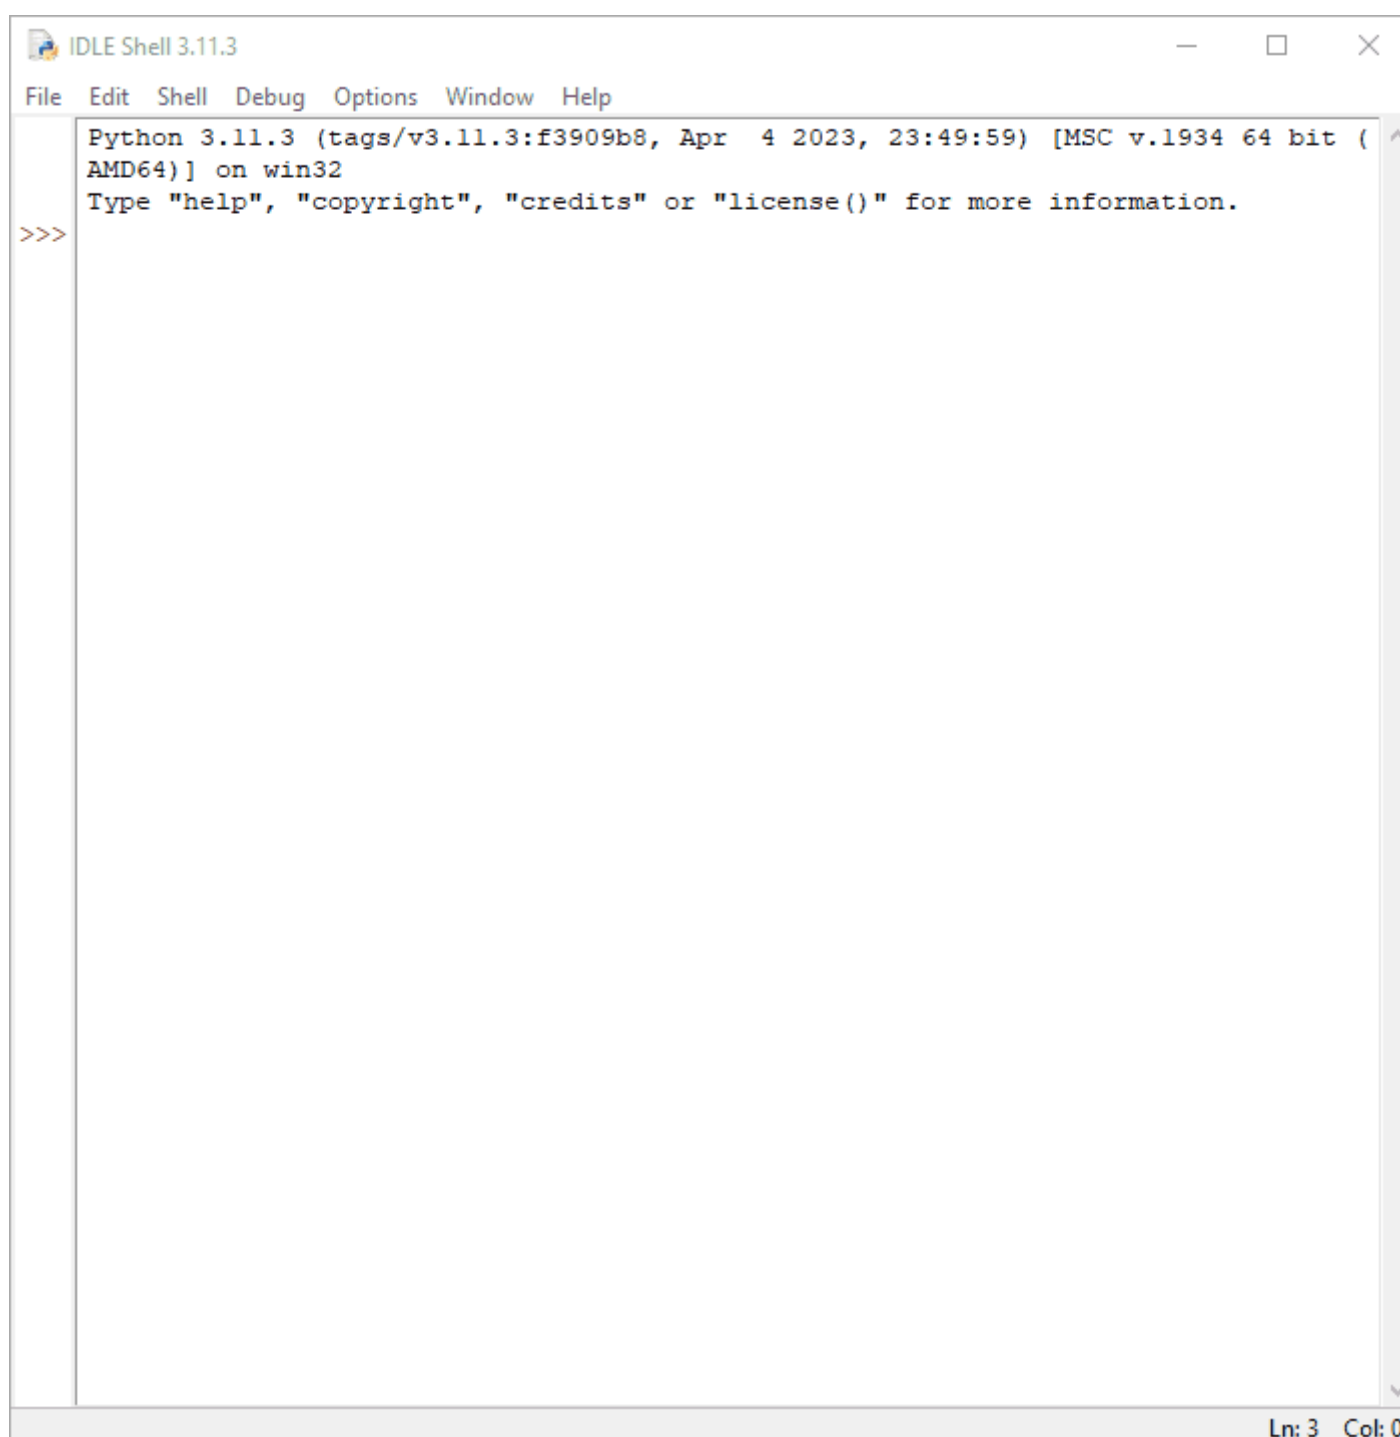 IDLE Shell 3.11.3
File Edit Shell Debug Options Window Help
Python 3.11.3 (tags/v3.11.3:f3909b8, Apr  4 2023, 23:49:59) [MSC v.1934 64 bit (
AMD64)] on win32
Type "help", "copyright", "credits" or "license()" for more information.
>>>
Ln: 3 Col: 0